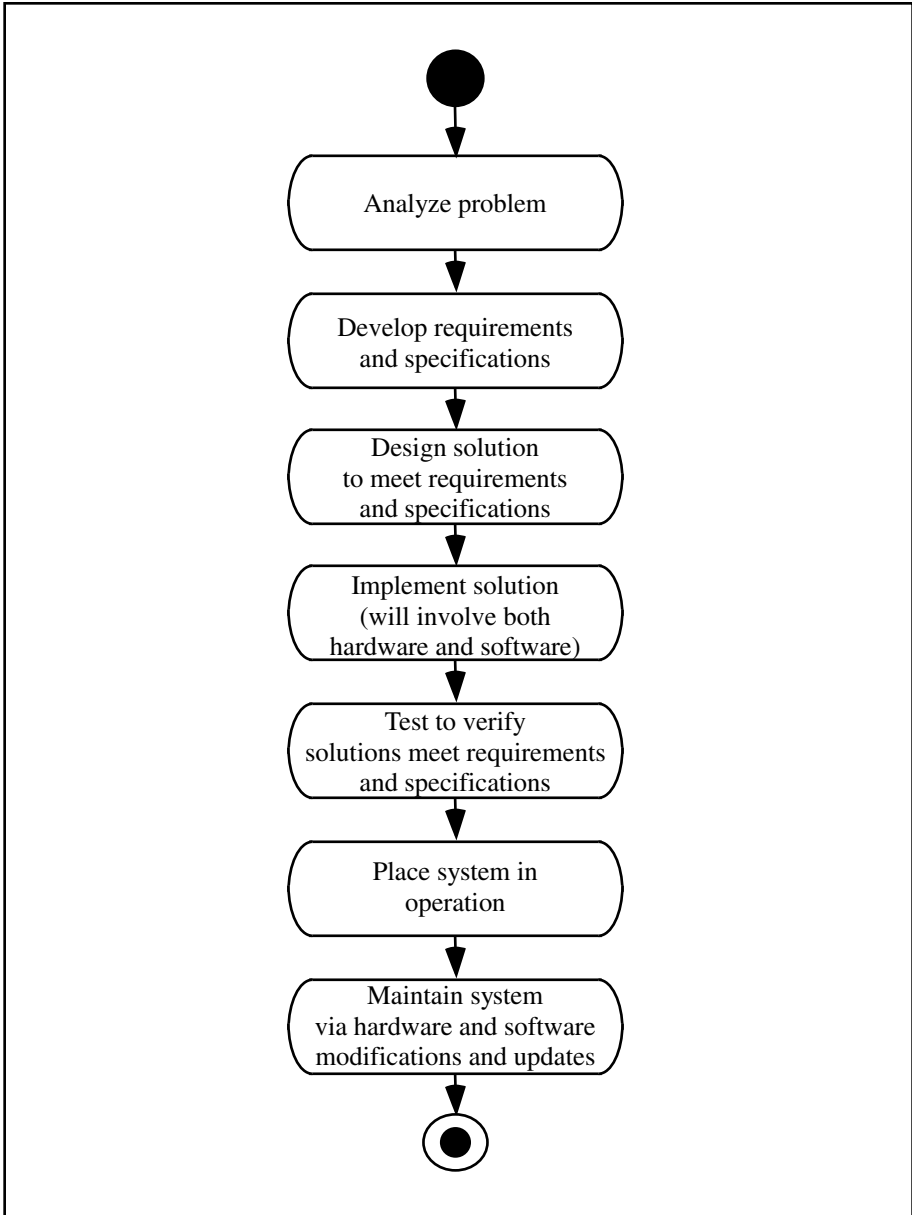 Analyze problem
Develop requirements
and specifications
Design solution
to meet requirements
and specifications
Implement solution
(will involve both
hardware and software)
Test to verify
solutions meet requirements
and specifications
Place system in
operation
Maintain system
via hardware and software
modifications and updates